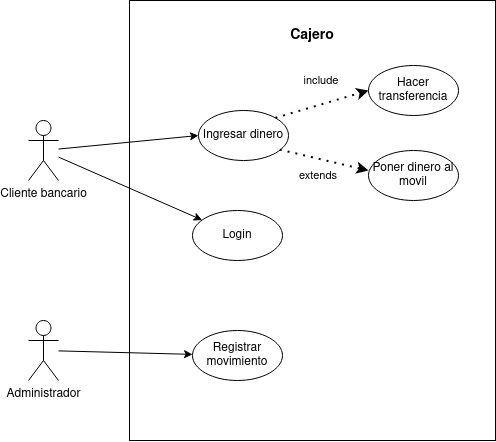 Cajero
include
Hacer
transferencia
Ingresar dinero
Poner dinero al
movil
extends
Cliente bancario
Login
Registrar
movimiento
Administrador